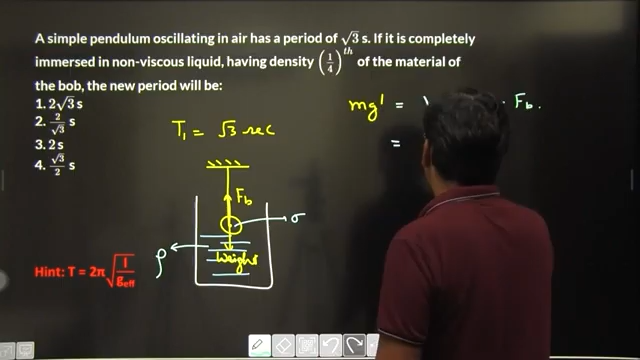 A simple pendulum oscillating in air has a period of √3 s. If it is completely
immersed in non-viscous liquid, having density (1/4)^th of the material of
the bob, the new period will be:
1. 2√3 s
2. 2/√3 s
3. 2 s
4. √3/2 s
T₁ = √3 sec
mg' =
F_b.
=
F_b
σ
ρ
Weight
Hint: T = 2π √(1/g_eff)